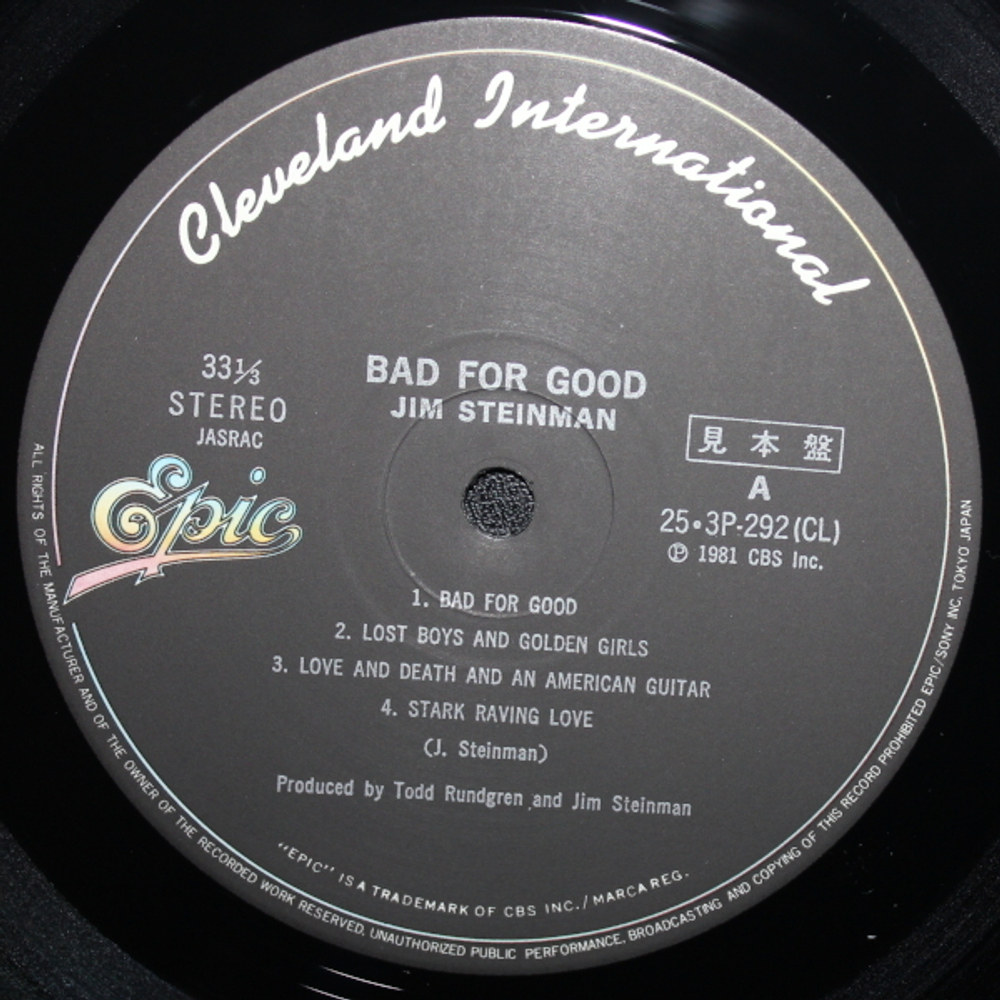 Cleveland International
33⅓
STEREO
JASRAC
Epic
BAD FOR GOOD
JIM STEINMAN
見本盤
A
25•3P-292(CL)
℗ 1981 CBS Inc.
1. BAD FOR GOOD
2. LOST BOYS AND GOLDEN GIRLS
3. LOVE AND DEATH AND AN AMERICAN GUITAR
4. STARK RAVING LOVE
(J. Steinman)
Produced by Todd Rundgren and Jim Steinman
"EPIC" IS A TRADEMARK OF CBS INC./MARCA REG.
ALL RIGHTS OF THE MANUFACTURER AND OF THE OWNER OF THE RECORDED WORK RESERVED. UNAUTHORIZED PUBLIC PERFORMANCE, BROADCASTING AND COPYING OF THIS RECORD PROHIBITED EPIC/SONY INC. TOKYO JAPAN